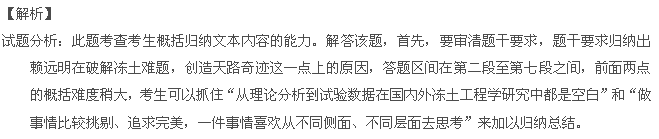 【解析】
试题分析：此题考查考生概括归纳文本内容的能力。解答该题，首先，要审清题干要求，题干要求归纳出
赖远明在破解冻土难题，创造天路奇迹这一点上的原因，答题区间在第二段至第七段之间，前面两点
的概括难度稍大，考生可以抓住“从理论分析到试验数据在国内外冻土工程学研究中都是空白”和“做
事情比较挑剔、追求完美，一件事情喜欢从不同侧面、不同层面去思考”来加以归纳总结。